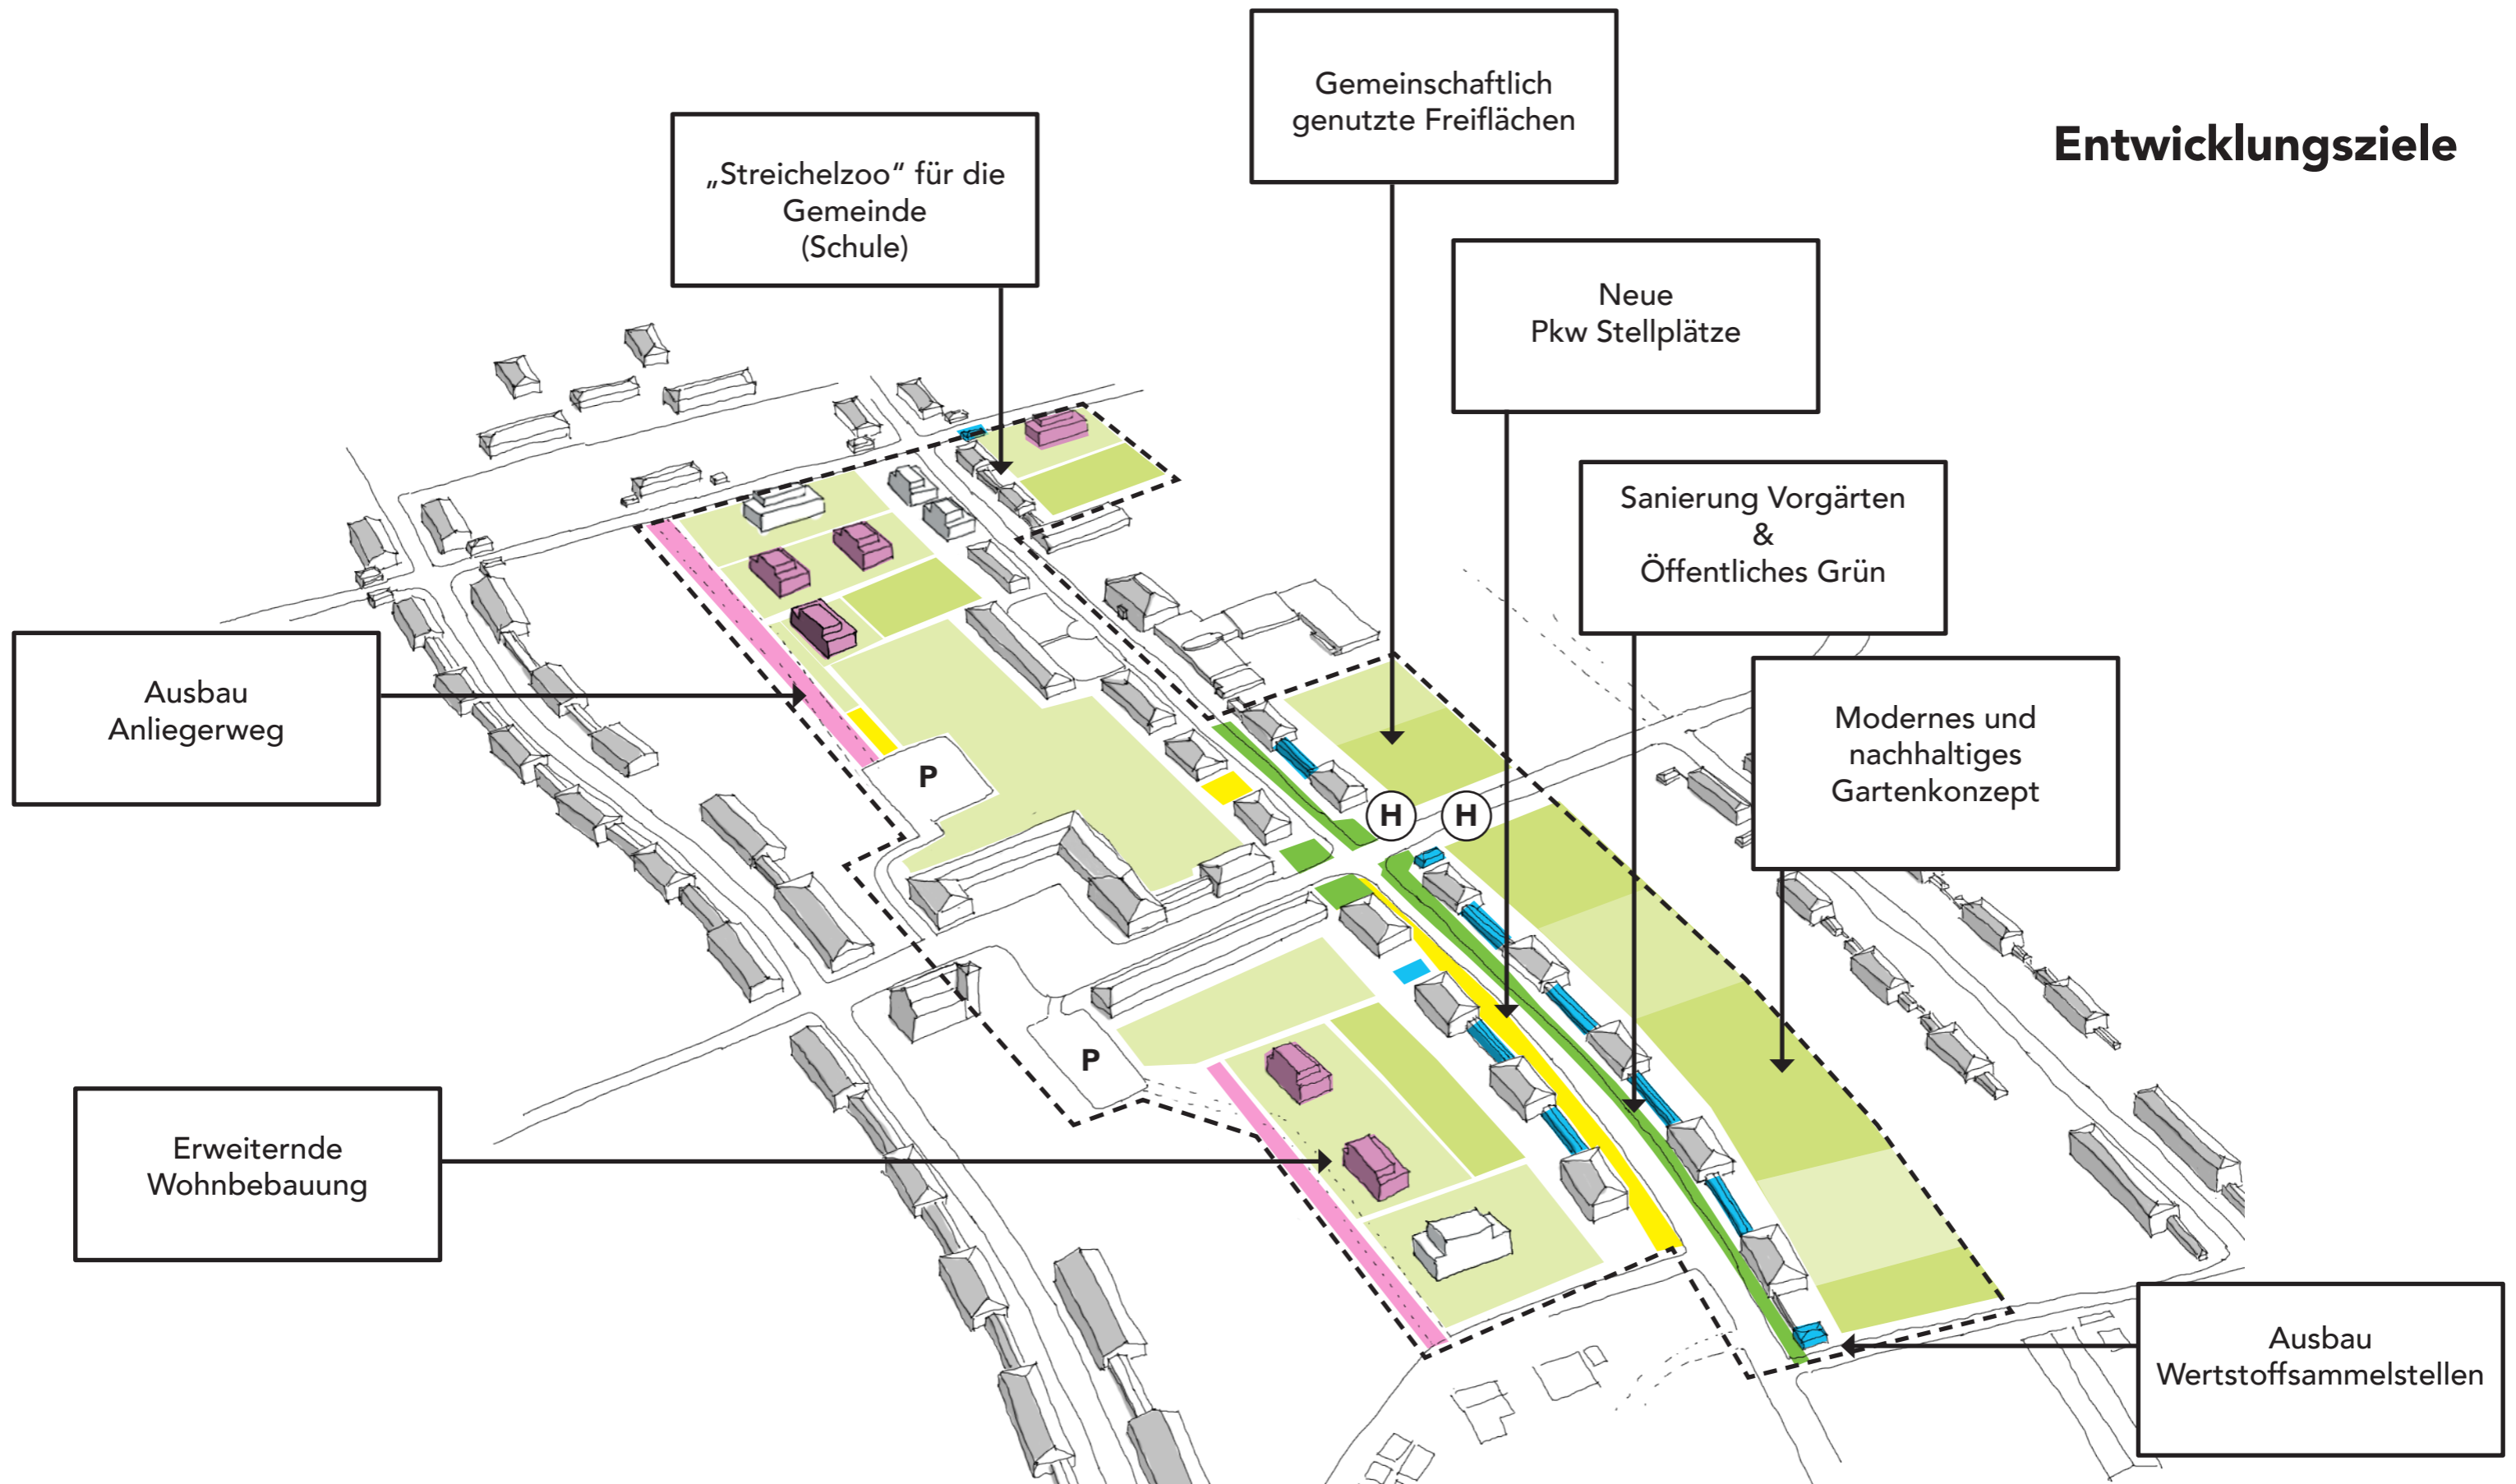 Entwicklungsziele
Gemeinschaftlich
genutzte Freiflächen
„Streichelzoo“ für die
Gemeinde
(Schule)
Neue
Pkw Stellplätze
Sanierung Vorgärten
&
Öffentliches Grün
Ausbau
Anliegerweg
Modernes und
nachhaltiges
Gartenkonzept
P
H
H
P
Erweiternde
Wohnbebauung
Ausbau
Wertstoffsammelstellen